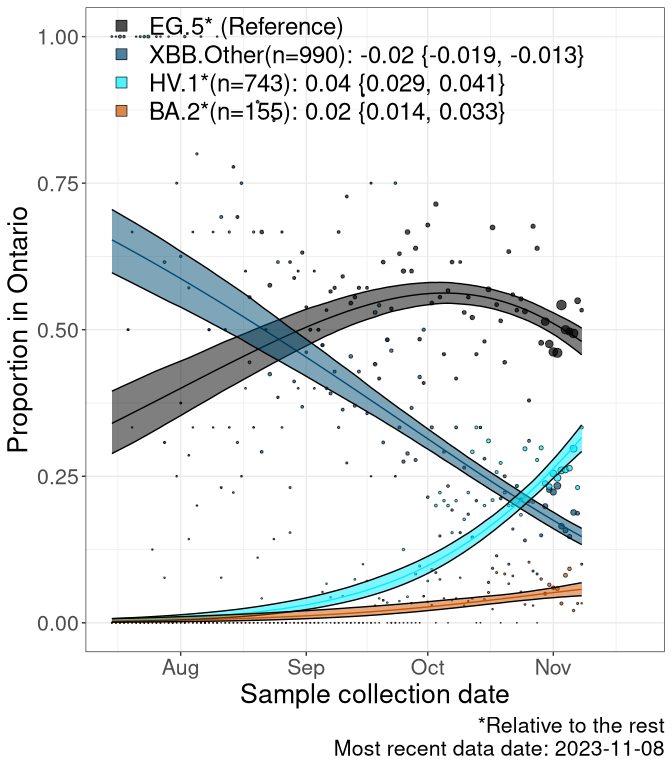 EG.5* (Reference)
XBB.Other(n=990): -0.02 {-0.019, -0.013}
HV.1*(n=743): 0.04 {0.029, 0.041}
BA.2*(n=155): 0.02 {0.014, 0.033}
1.00
0.75
0.50
0.25
0.00
Proportion in Ontario
Aug Sep Oct Nov
Sample collection date
*Relative to the rest
Most recent data date: 2023-11-08